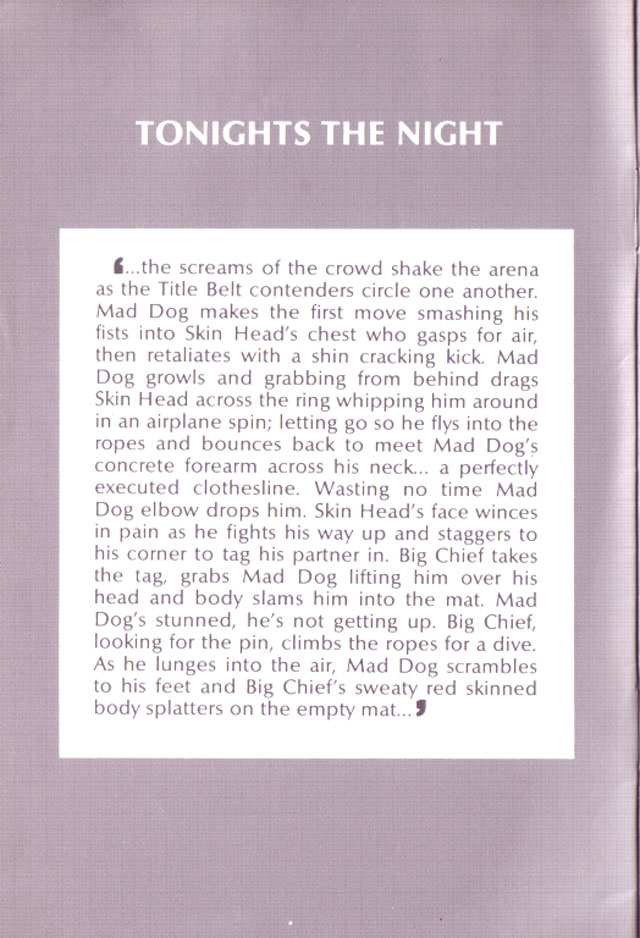 TONIGHTS THE NIGHT
❛...the screams of the crowd shake the arena
as the Title Belt contenders circle one another.
Mad Dog makes the first move smashing his
fists into Skin Head's chest who gasps for air,
then retaliates with a shin cracking kick. Mad
Dog growls and grabbing from behind drags
Skin Head across the ring whipping him around
in an airplane spin; letting go so he flys into the
ropes and bounces back to meet Mad Dog's
concrete forearm across his neck... a perfectly
executed clothesline. Wasting no time Mad
Dog elbow drops him. Skin Head's face winces
in pain as he fights his way up and staggers to
his corner to tag his partner in. Big Chief takes
the tag, grabs Mad Dog lifting him over his
head and body slams him into the mat. Mad
Dog's stunned, he's not getting up. Big Chief,
looking for the pin, climbs the ropes for a dive.
As he lunges into the air, Mad Dog scrambles
to his feet and Big Chief's sweaty red skinned
body splatters on the empty mat...❜